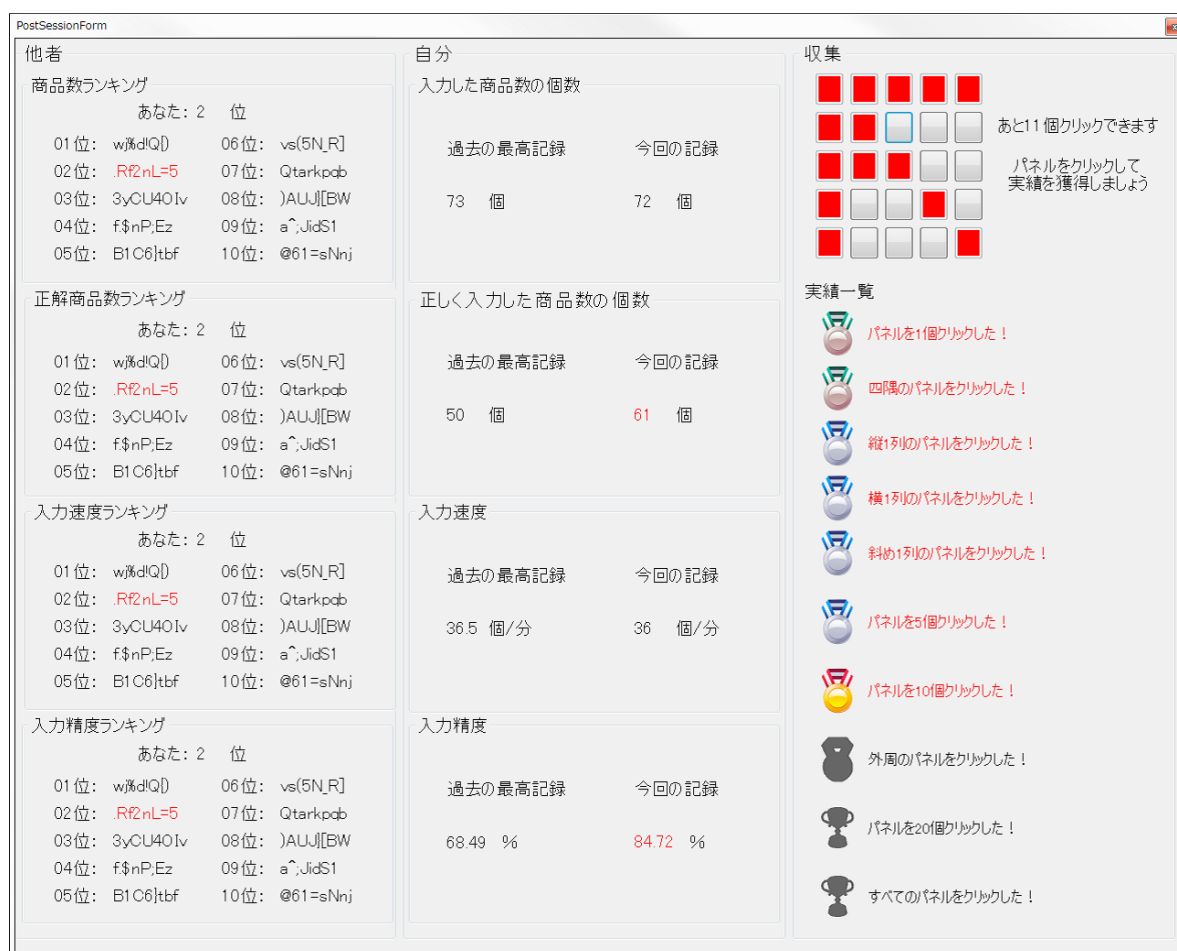 PostSessionForm
他者
商品数ランキング
あなた: 2 位
01位: wj%d!Q[) 06位: vs(5N_R]
02位: .Rf2nL=5 07位: Qtarkpqb
03位: 3yCU4OIv 08位: )AUJ}[BW
04位: f.$nP;Ez 09位: a^;JidS1
05位: B1C6}tbf 10位: @61=sNnj
正解商品数ランキング
あなた: 2 位
01位: wj%d!Q[) 06位: vs(5N_R]
02位: .Rf2nL=5 07位: Qtarkpqb
03位: 3yCU4OIv 08位: )AUJ}[BW
04位: f.$nP;Ez 09位: a^;JidS1
05位: B1C6}tbf 10位: @61=sNnj
入力速度ランキング
あなた: 2 位
01位: wj%d!Q[) 06位: vs(5N_R]
02位: .Rf2nL=5 07位: Qtarkpqb
03位: 3yCU4OIv 08位: )AUJ}[BW
04位: f.$nP;Ez 09位: a^;JidS1
05位: B1C6}tbf 10位: @61=sNnj
入力精度ランキング
あなた: 2 位
01位: wj%d!Q[) 06位: vs(5N_R]
02位: .Rf2nL=5 07位: Qtarkpqb
03位: 3yCU4OIv 08位: )AUJ}[BW
04位: f.$nP;Ez 09位: a^;JidS1
05位: B1C6}tbf 10位: @61=sNnj
自分
入力した商品数の個数
過去の最高記録 今回の記録
73 個 72 個
正しく入力した商品数の個数
過去の最高記録 今回の記録
50 個 61 個
入力速度
過去の最高記録 今回の記録
36.5 個/分 36 個/分
入力精度
過去の最高記録 今回の記録
68.49 % 84.72 %
収集
あと11個クリックできます
パネルをクリックして
実績を獲得しましょう
実績一覧
パネルを1個クリックした！
四隅のパネルをクリックした！
縦1列のパネルをクリックした！
横1列のパネルをクリックした！
斜め1列のパネルをクリックした！
パネルを5個クリックした！
パネルを10個クリックした！
外周のパネルをクリックした！
パネルを20個クリックした！
すべてのパネルをクリックした！